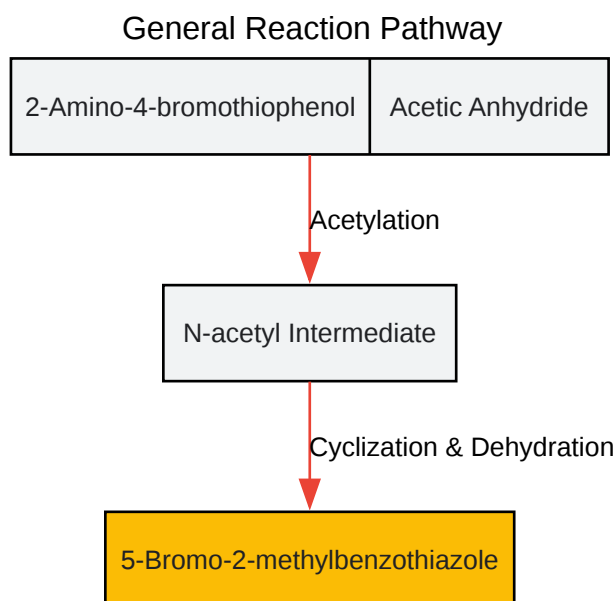 General Reaction Pathway
2-Amino-4-bromothiophenol Acetic Anhydride
Acetylation
N-acetyl Intermediate
Cyclization & Dehydration
5-Bromo-2-methylbenzothiazole